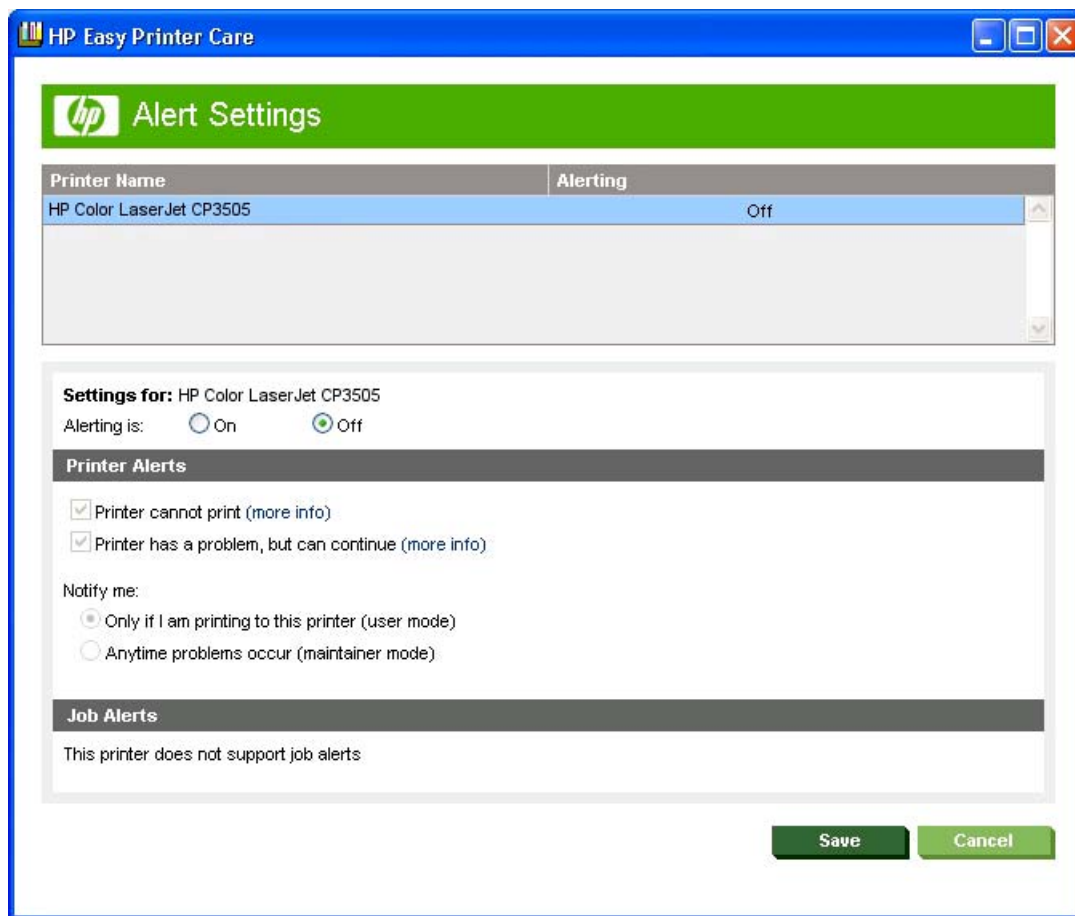 HP Easy Printer Care
hp Alert Settings
Printer Name Alerting
HP Color LaserJet CP3505 Off
Settings for: HP Color LaserJet CP3505
Alerting is: On Off
Printer Alerts
Printer cannot print (more info)
Printer has a problem, but can continue (more info)
Notify me:
Only if I am printing to this printer (user mode)
Anytime problems occur (maintainer mode)
Job Alerts
This printer does not support job alerts
Save Cancel